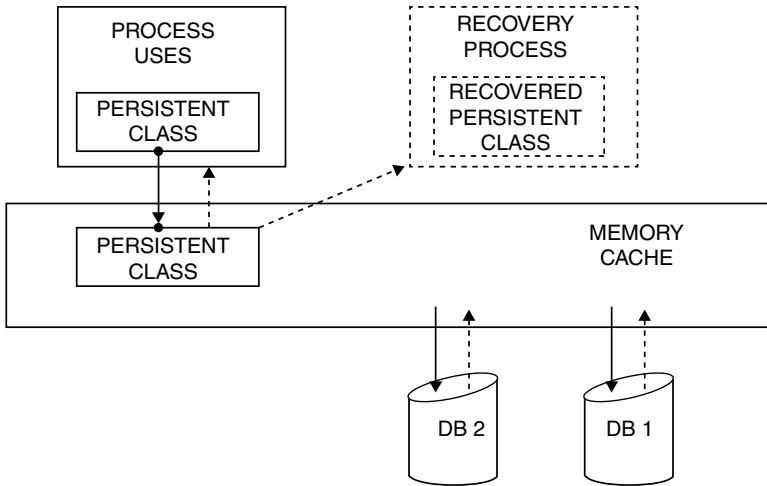 PROCESS
USES
PERSISTENT
CLASS
RECOVERY
PROCESS
RECOVERED
PERSISTENT
CLASS
PERSISTENT
CLASS
MEMORY
CACHE
DB 2
DB 1